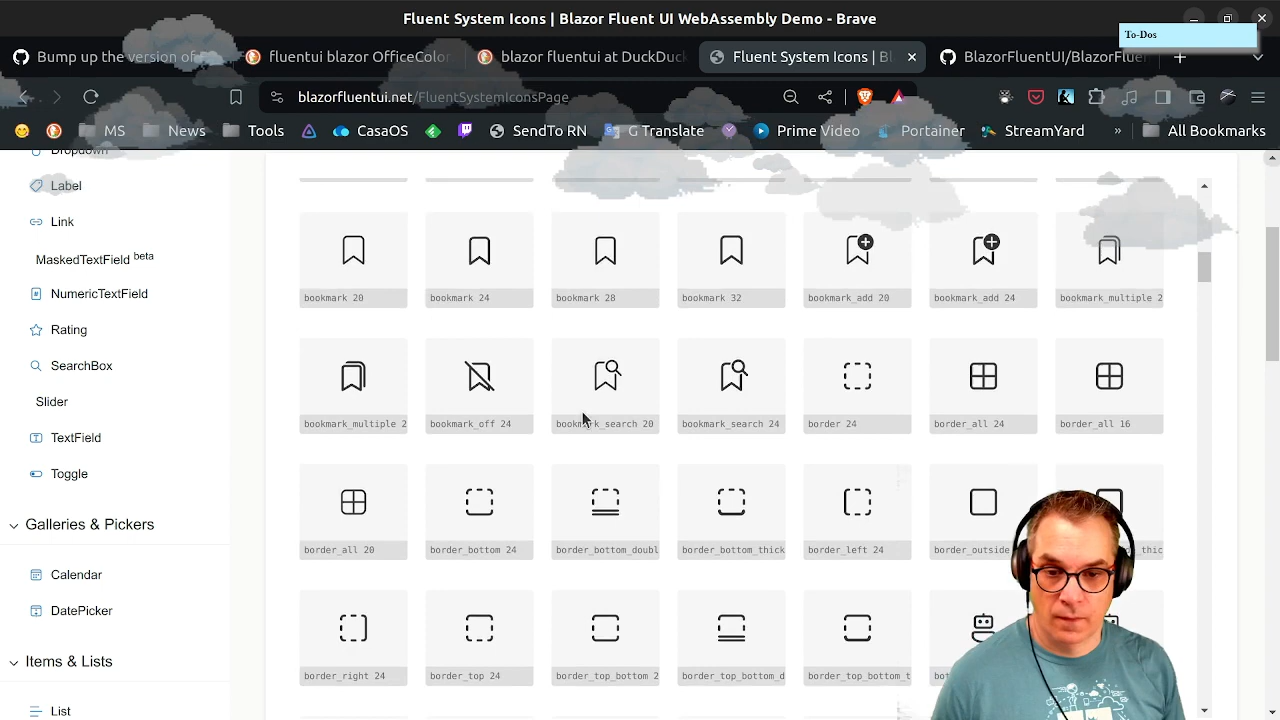 Fluent System Icons | Blazor Fluent UI WebAssembly Demo - Brave
To-Dos
Bump up the version of
fluentui blazor OfficeColor
blazor fluentui at DuckDuck
Fluent System Icons | Bl
BlazorFluentUI/BlazorFluen
blazorfluentui.net/FluentSystemIconsPage
MS
News
Tools
CasaOS
SendTo RN
G Translate
Prime Video
Portainer
StreamYard
»
All Bookmarks
Dropdown
Label
Link
MaskedTextField beta
NumericTextField
Rating
SearchBox
Slider
TextField
Toggle
Galleries & Pickers
Calendar
DatePicker
Items & Lists
List
bookmark 20
bookmark 24
bookmark 28
bookmark 32
bookmark_add 20
bookmark_add 24
bookmark_multiple 2
bookmark_multiple 2
bookmark_off 24
bookmark_search 20
bookmark_search 24
border 24
border_all 24
border_all 16
border_all 20
border_bottom 24
border_bottom_doubl
border_bottom_thick
border_left 24
border_outside
thic
border_right 24
border_top 24
border_top_bottom 2
border_top_bottom_d
border_top_bottom_t
bot